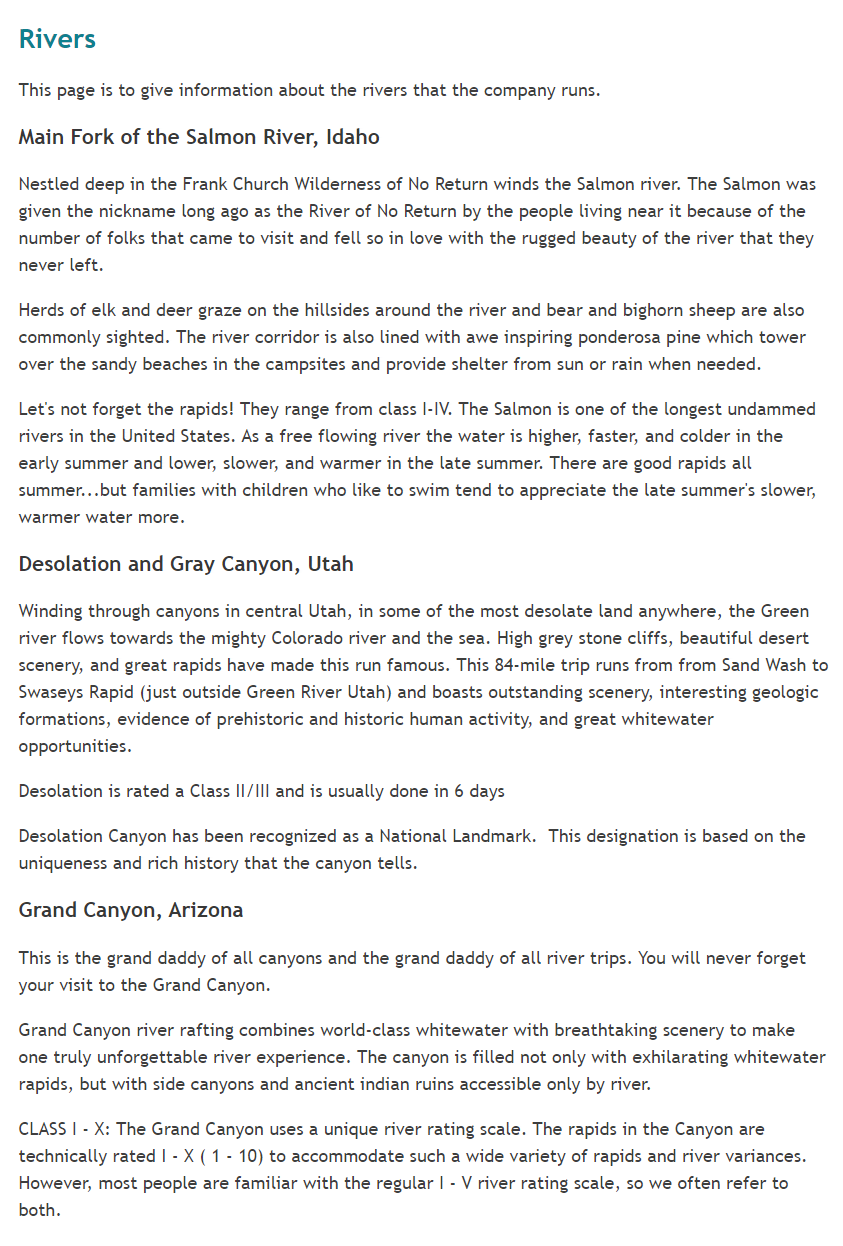 Rivers
This page is to give information about the rivers that the company runs.
Main Fork of the Salmon River, Idaho
Nestled deep in the Frank Church Wilderness of No Return winds the Salmon river. The Salmon was
given the nickname long ago as the River of No Return by the people living near it because of the
number of folks that came to visit and fell so in love with the rugged beauty of the river that they
never left.
Herds of elk and deer graze on the hillsides around the river and bear and bighorn sheep are also
commonly sighted. The river corridor is also lined with awe inspiring ponderosa pine which tower
over the sandy beaches in the campsites and provide shelter from sun or rain when needed.
Let's not forget the rapids! They range from class I-IV. The Salmon is one of the longest undammed
rivers in the United States. As a free flowing river the water is higher, faster, and colder in the
early summer and lower, slower, and warmer in the late summer. There are good rapids all
summer...but families with children who like to swim tend to appreciate the late summer's slower,
warmer water more.
Desolation and Gray Canyon, Utah
Winding through canyons in central Utah, in some of the most desolate land anywhere, the Green
river flows towards the mighty Colorado river and the sea. High grey stone cliffs, beautiful desert
scenery, and great rapids have made this run famous. This 84-mile trip runs from from Sand Wash to
Swaseys Rapid (just outside Green River Utah) and boasts outstanding scenery, interesting geologic
formations, evidence of prehistoric and historic human activity, and great whitewater
opportunities.
Desolation is rated a Class II/III and is usually done in 6 days
Desolation Canyon has been recognized as a National Landmark.  This designation is based on the
uniqueness and rich history that the canyon tells.
Grand Canyon, Arizona
This is the grand daddy of all canyons and the grand daddy of all river trips. You will never forget
your visit to the Grand Canyon.
Grand Canyon river rafting combines world-class whitewater with breathtaking scenery to make
one truly unforgettable river experience. The canyon is filled not only with exhilarating whitewater
rapids, but with side canyons and ancient indian ruins accessible only by river.
CLASS I - X: The Grand Canyon uses a unique river rating scale. The rapids in the Canyon are
technically rated I - X ( 1 - 10) to accommodate such a wide variety of rapids and river variances.
However, most people are familiar with the regular I - V river rating scale, so we often refer to
both.